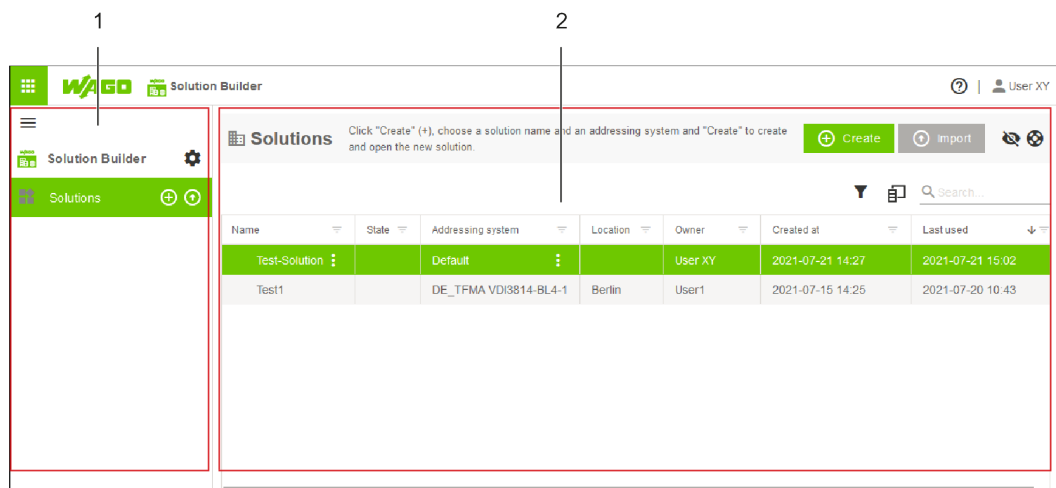 1 2
WAGO Solution Builder User XY
Solution Builder
Solutions
Solutions
Click "Create" (+), choose a solution name and an addressing system and "Create" to create
and open the new solution.
Create Import
Search...
Name State Addressing system Location Owner Created at Last used
Test-Solution Default User XY 2021-07-21 14:27 2021-07-21 15:02
Test1 DE_TFMA VDI3814-BL4-1 Berlin User1 2021-07-15 14:25 2021-07-20 10:43